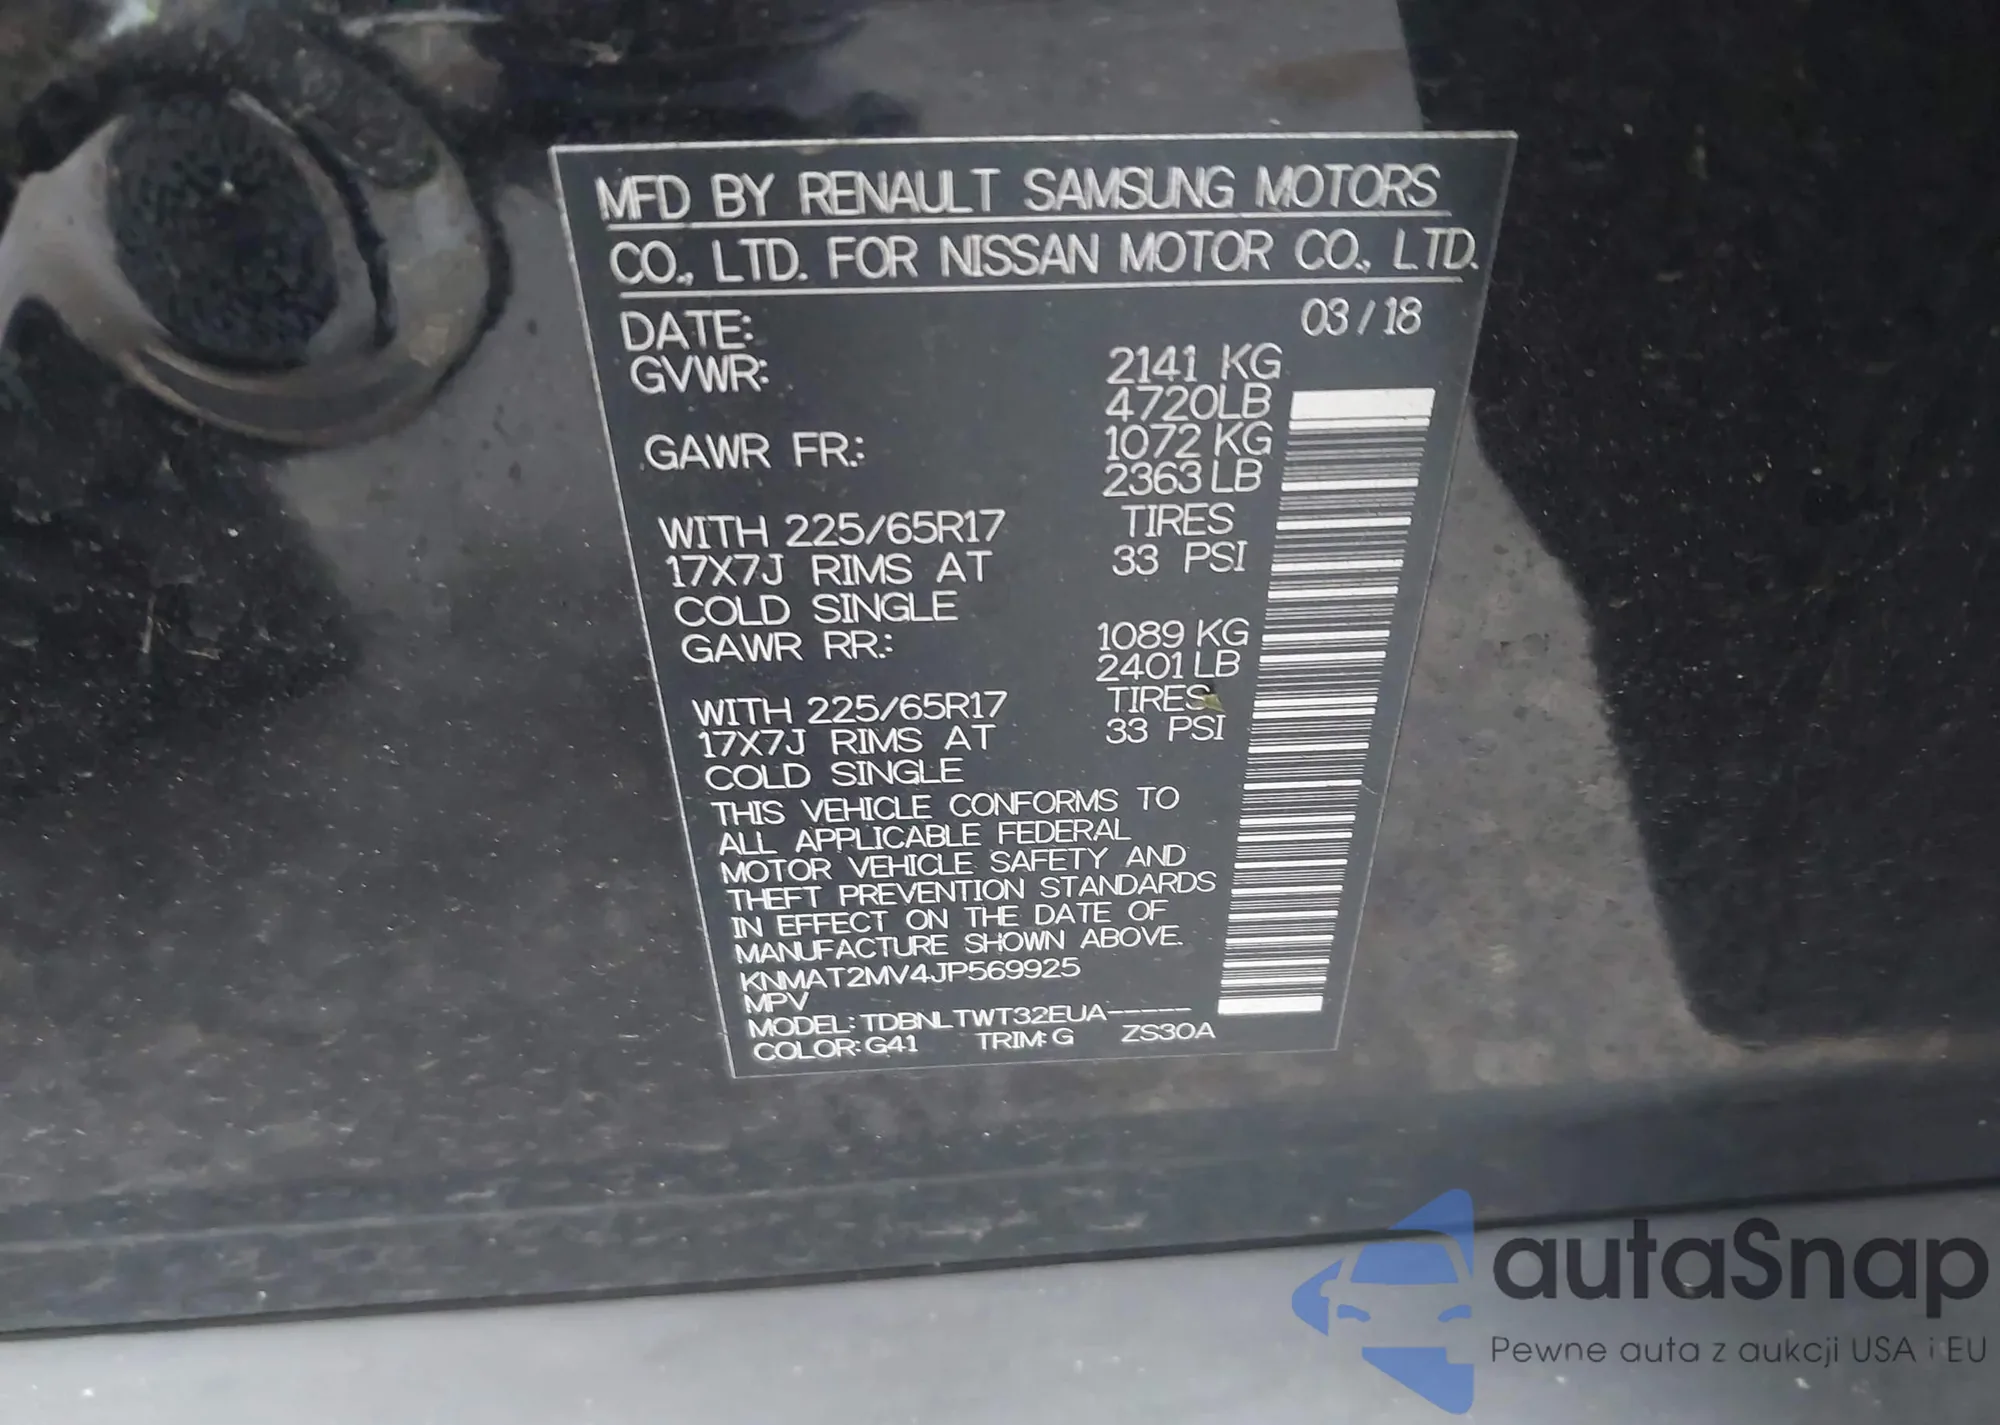 MFD BY RENAULT SAMSUNG MOTORS
CO., LTD. FOR NISSAN MOTOR CO., LTD.
DATE: 03 / 18
GVWR: 2141 KG
4720LB
GAWR FR.: 1072 KG
2363 LB
WITH 225/65R17 TIRES
17X7J RIMS AT 33 PSI
COLD SINGLE
GAWR RR.: 1089 KG
2401 LB
WITH 225/65R17 TIRES
17X7J RIMS AT 33 PSI
COLD SINGLE
THIS VEHICLE CONFORMS TO
ALL APPLICABLE FEDERAL
MOTOR VEHICLE SAFETY AND
THEFT PREVENTION STANDARDS
IN EFFECT ON THE DATE OF
MANUFACTURE SHOWN ABOVE.
KNMAT2MV4JP569925
MPV
MODEL: TDBNLTWT32EUA-----
COLOR: G41 TRIM: G ZS30A
autaSnap
Pewne auta z aukcji USA i EU